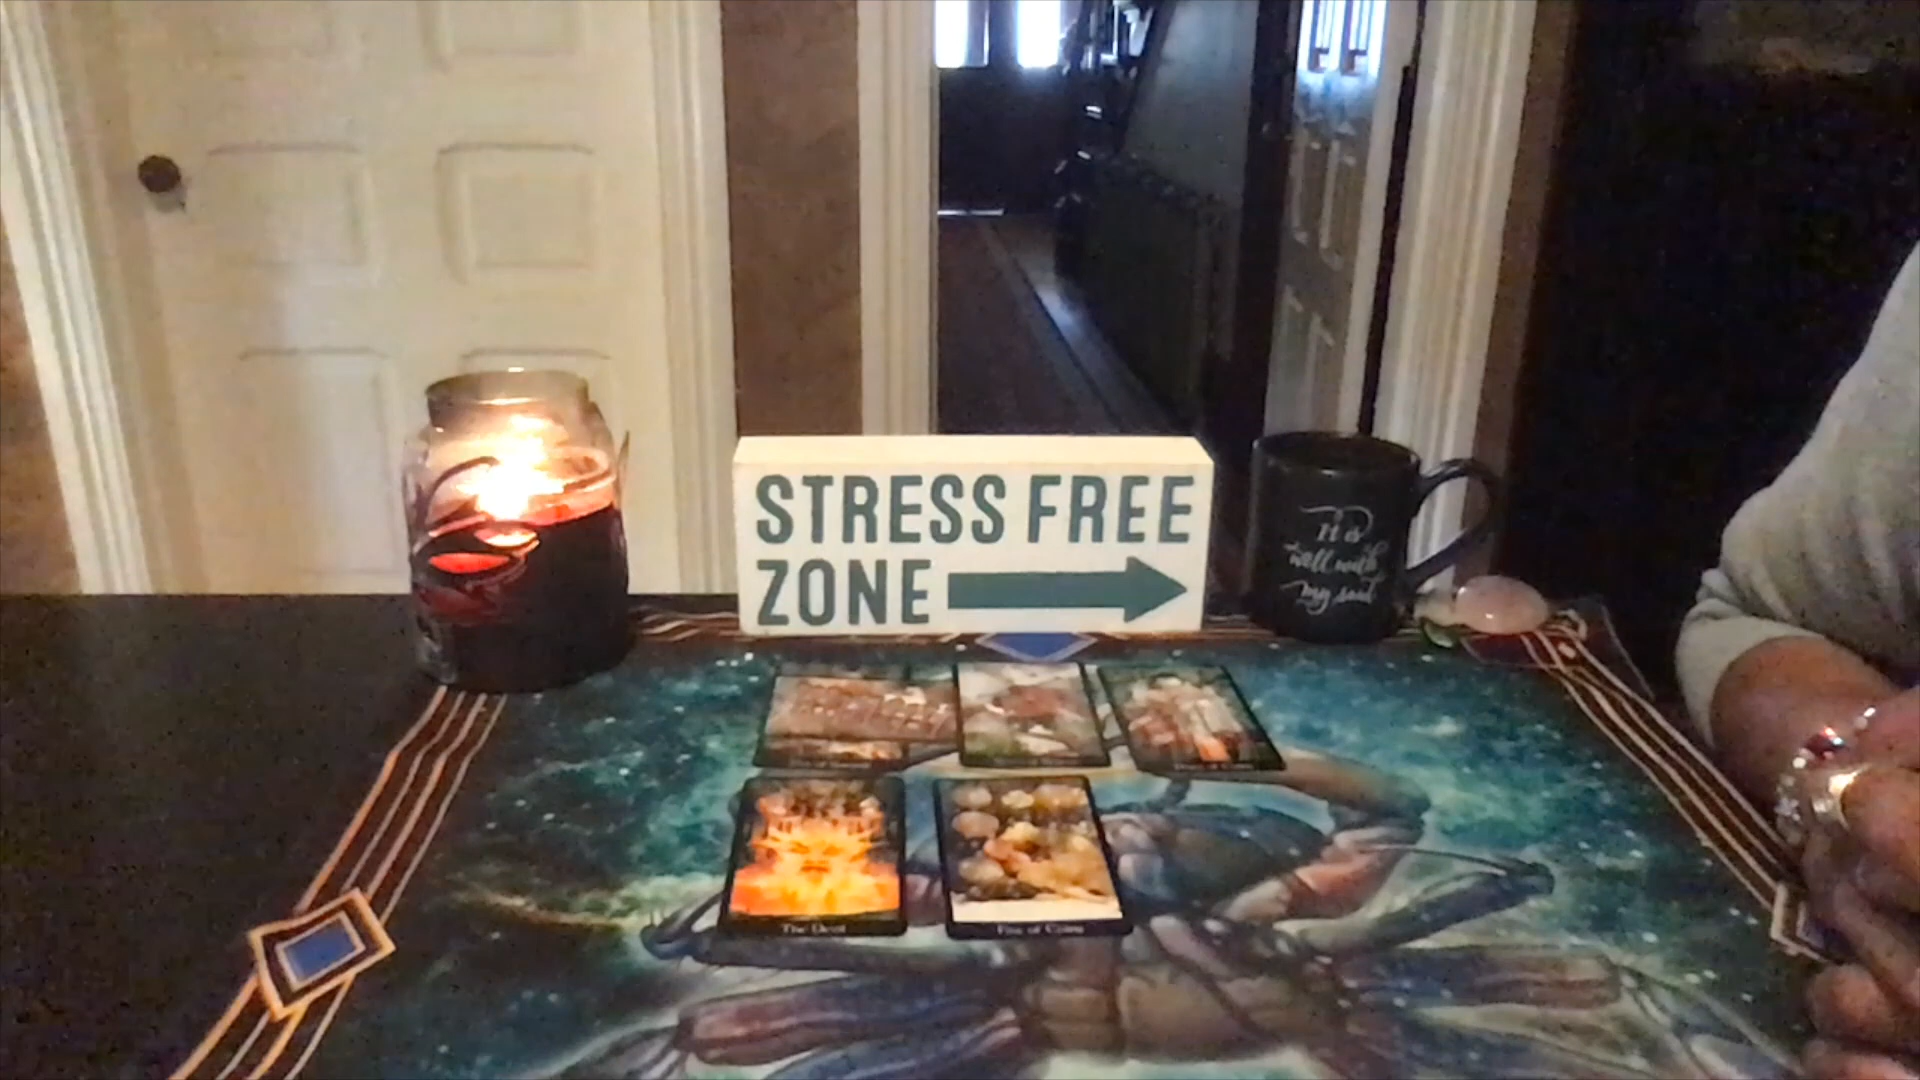 STRESS FREE
ZONE
It is
well with
my soul
The Devil
Five of Coins